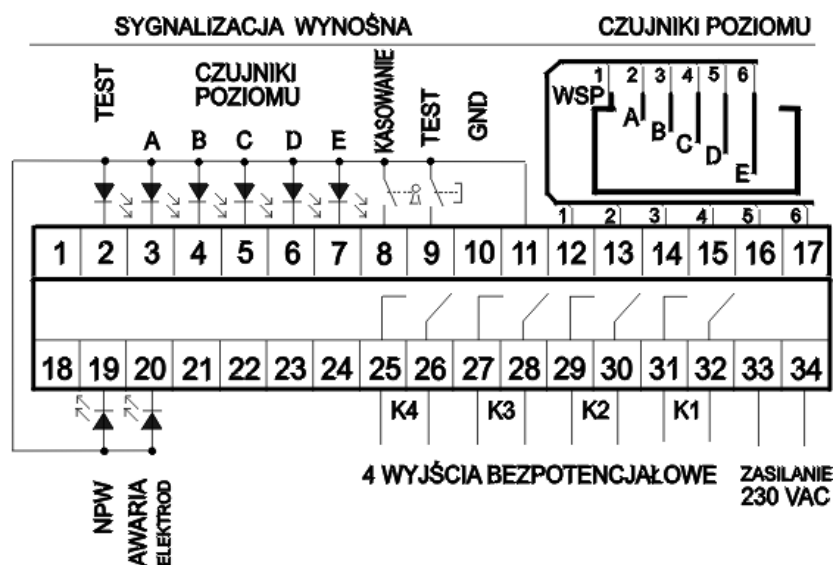 SYGNALIZACJA WYNOŚNA
CZUJNIKI POZIOMU
TEST
CZUJNIKI
POZIOMU
A B C D E
KASOWANIE
TEST
GND
1 2 3 4 5 6
WSP
A
B
C
D
E
1 2 3 4 5 6
1 2 3 4 5 6 7 8 9 10 11 12 13 14 15 16 17
18 19 20 21 22 23 24 25 26 27 28 29 30 31 32 33 34
K4 K3 K2 K1
4 WYJŚCIA BEZPOTENCJAŁOWE
ZASILANIE
230 VAC
NPW
AWARIA
ELEKTROD